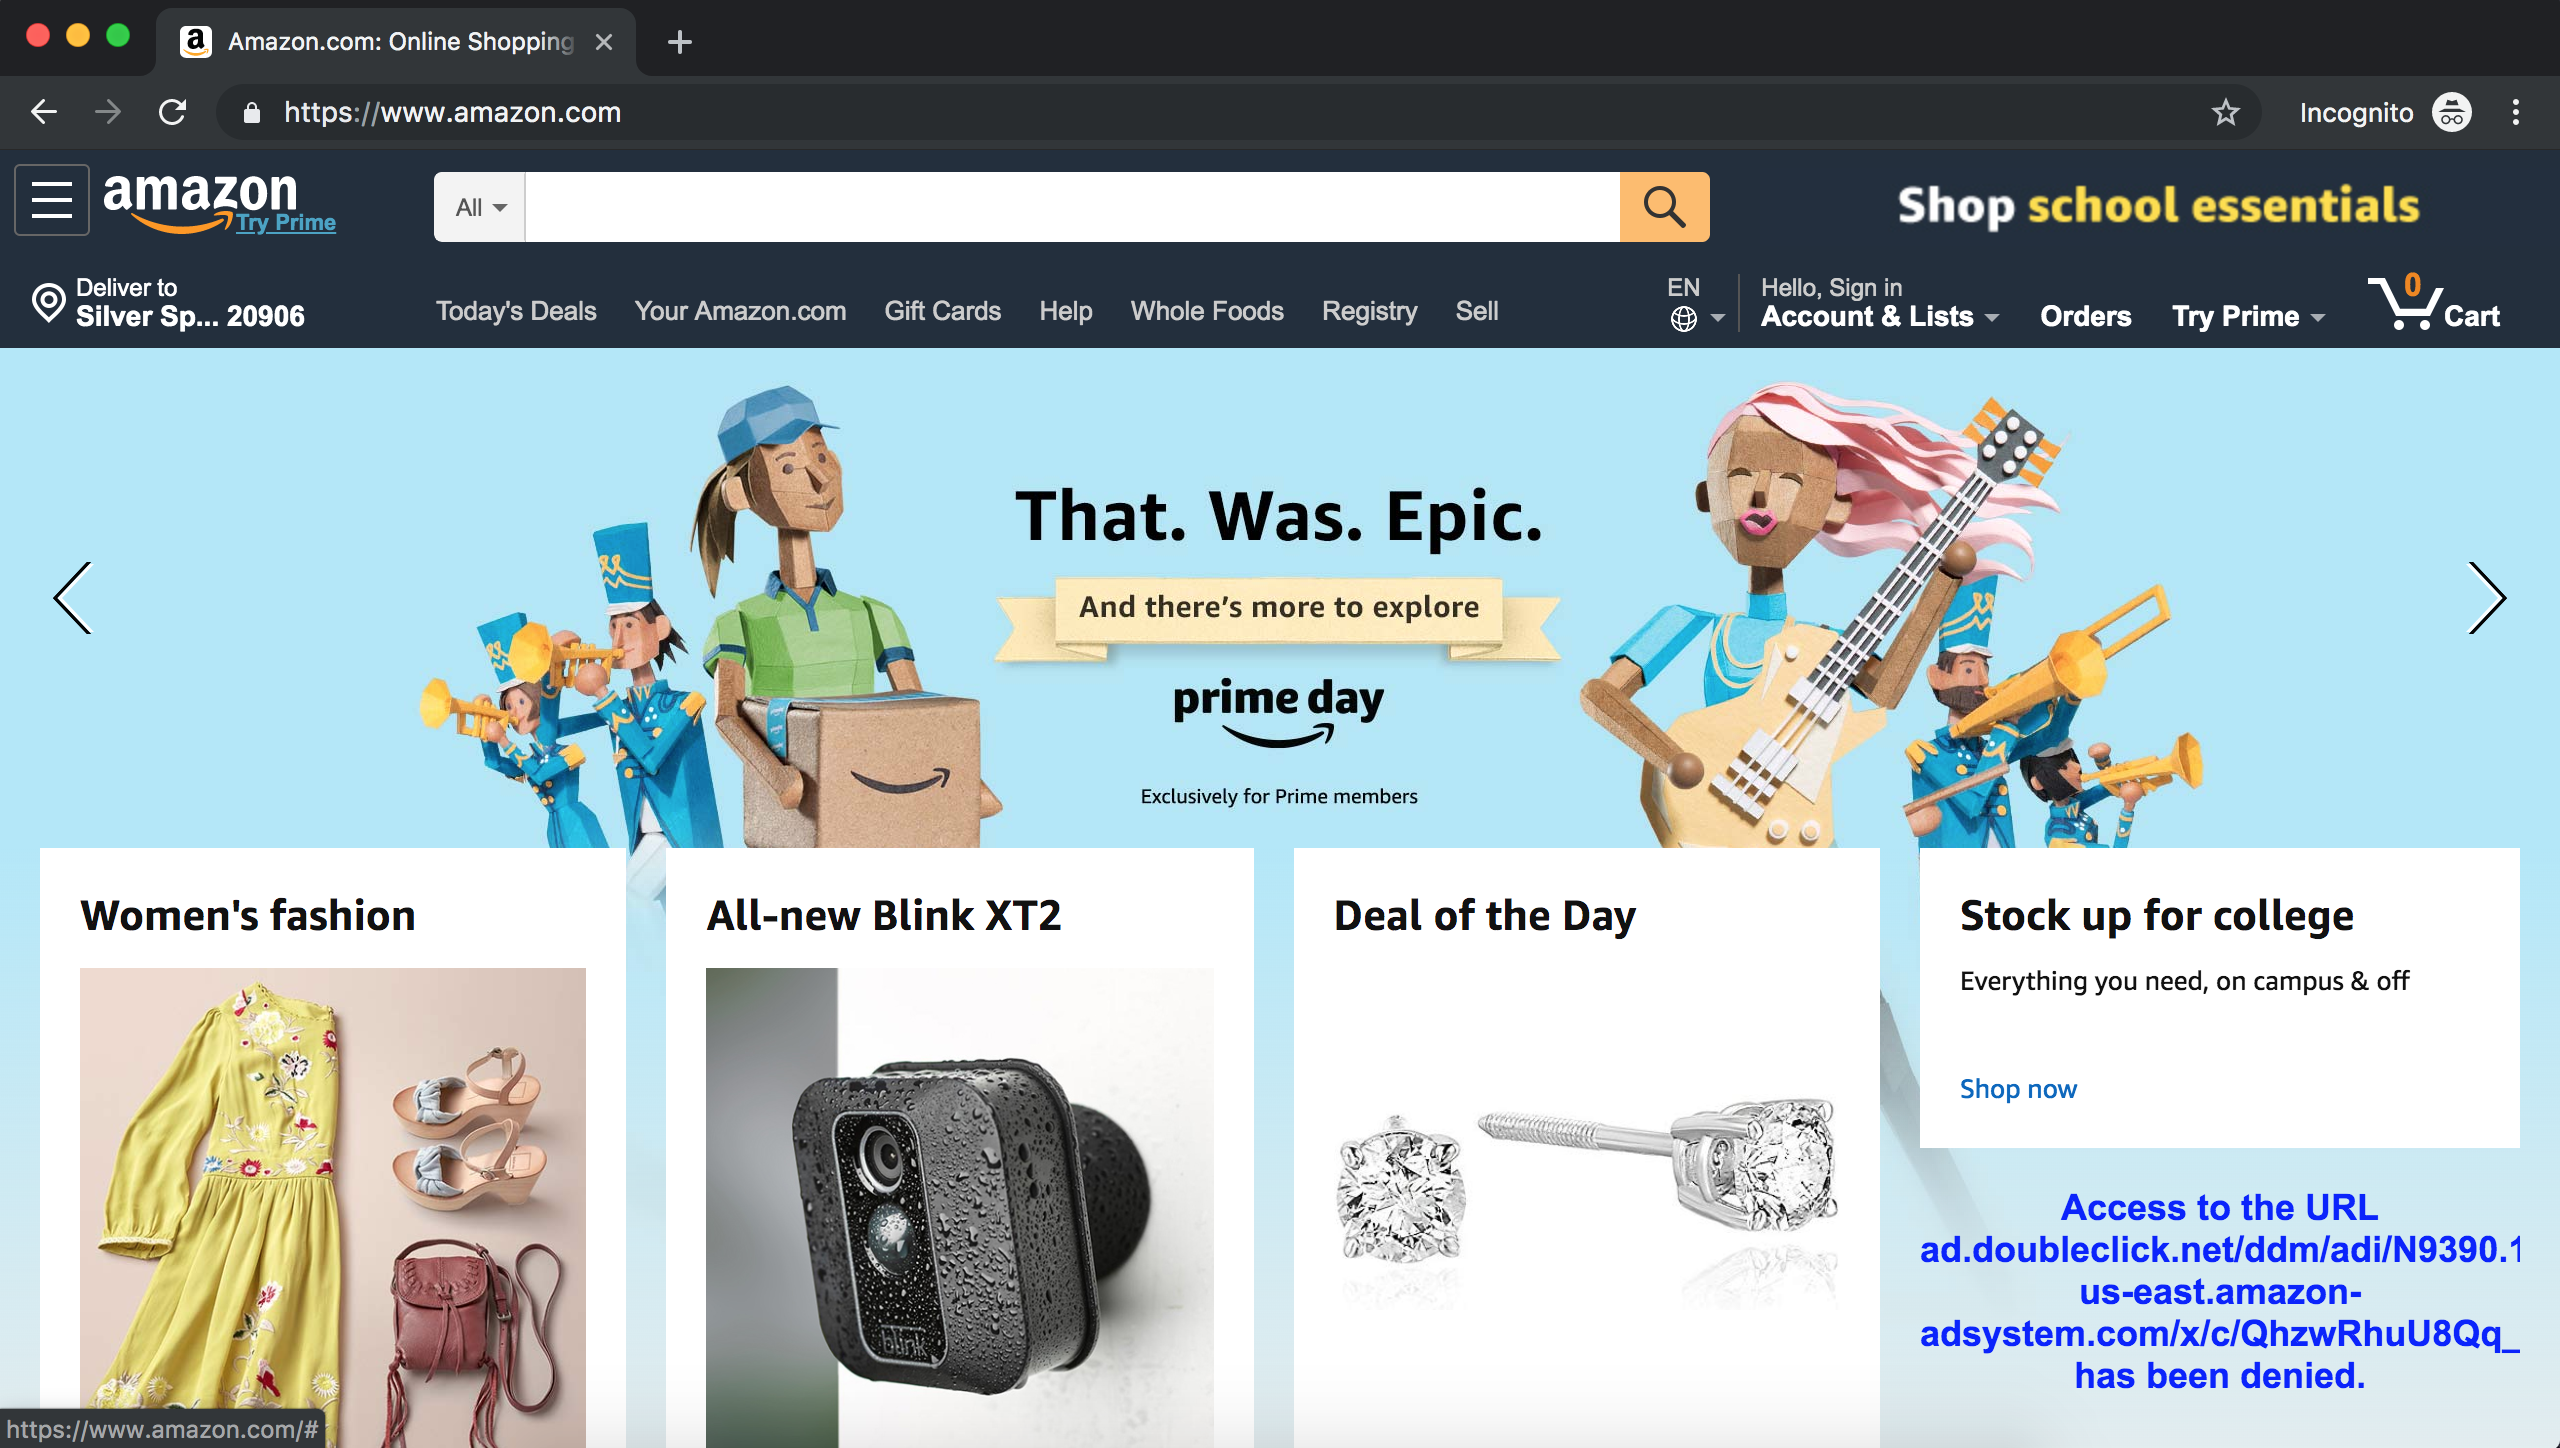 Amazon.com: Online Shopping
https://www.amazon.com
Incognito
amazon
Try Prime
All
Shop school essentials
Deliver to
Silver Sp... 20906
Today's Deals
Your Amazon.com
Gift Cards
Help
Whole Foods
Registry
Sell
EN
Hello, Sign in
Account & Lists
Orders
Try Prime
0
Cart
That. Was. Epic.
And there's more to explore
prime day
Exclusively for Prime members
Women's fashion
All-new Blink XT2
blink
Deal of the Day
Stock up for college
Everything you need, on campus & off
Shop now
Access to the URL
ad.doubleclick.net/ddm/adi/N9390.1
us-east.amazon-
adsystem.com/x/c/QhzwRhuU8Qq_
has been denied.
https://www.amazon.com/#